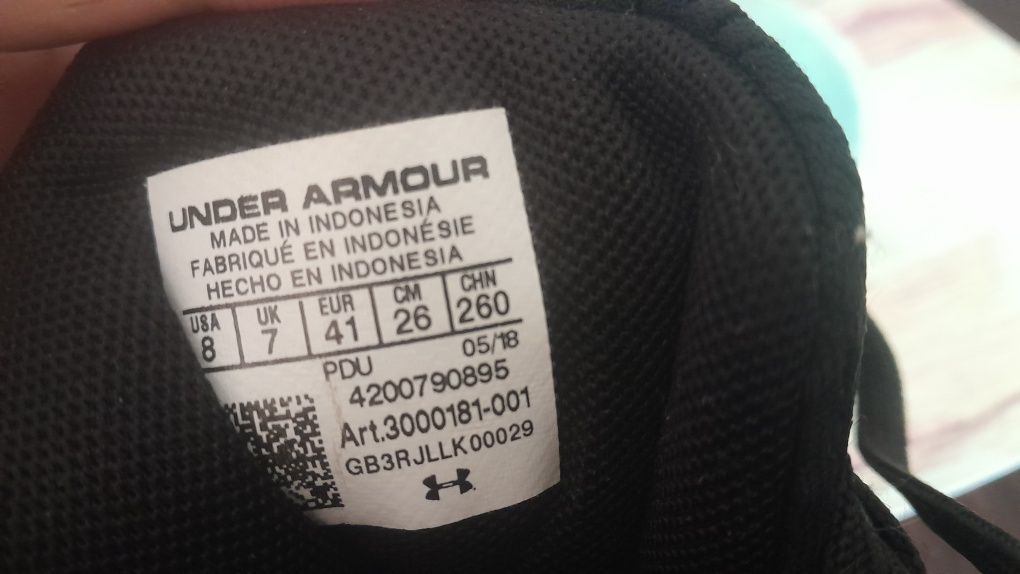 UNDER ARMOUR
MADE IN INDONESIA
FABRIQUÉ EN INDONÉSIE
HECHO EN INDONESIA
USA UK EUR CM CHN
8 7 41 26 260
PDU 05/18
4200790895
Art.3000181-001
GB3RJLLK00029